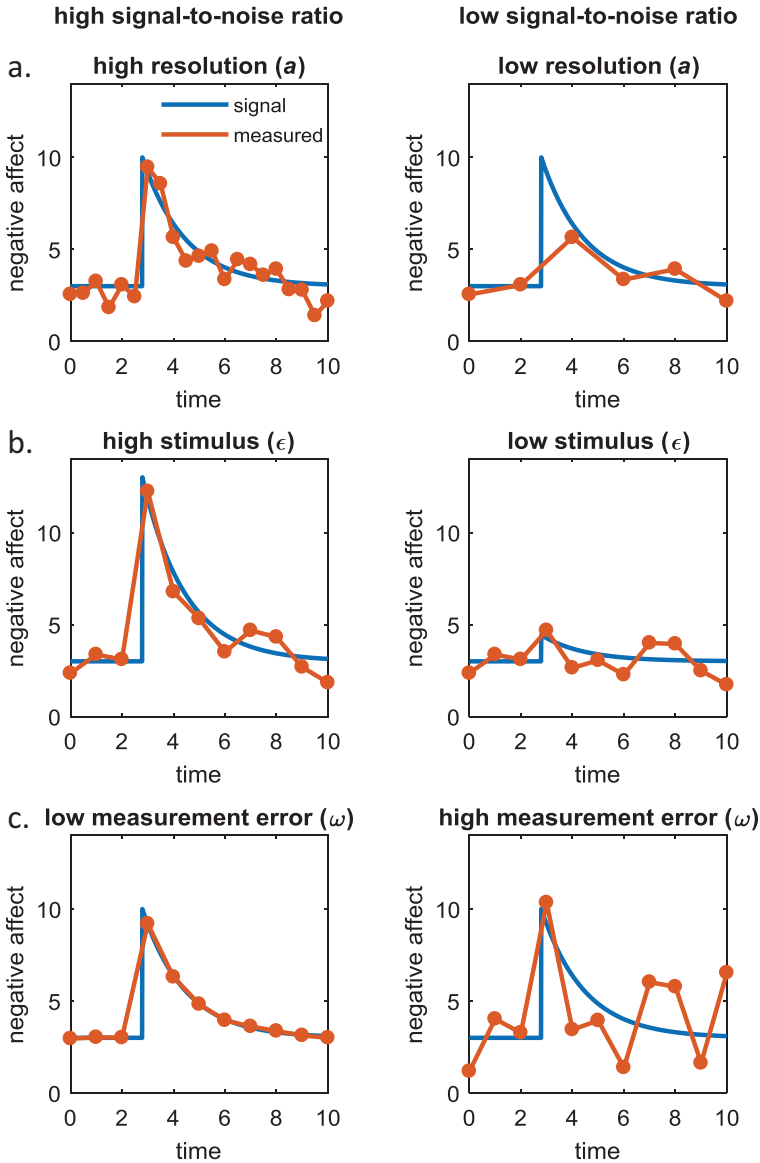 high signal-to-noise ratio
low signal-to-noise ratio
a.
high resolution (a)
signal
measured
negative affect
10
5
0
0 2 4 6 8 10
time
low resolution (a)
negative affect
10
5
0
0 2 4 6 8 10
time
b.
high stimulus (ϵ)
negative affect
10
5
0
0 2 4 6 8 10
time
low stimulus (ϵ)
negative affect
10
5
0
0 2 4 6 8 10
time
c.
low measurement error (ω)
negative affect
10
5
0
0 2 4 6 8 10
time
high measurement error (ω)
negative affect
10
5
0
0 2 4 6 8 10
time